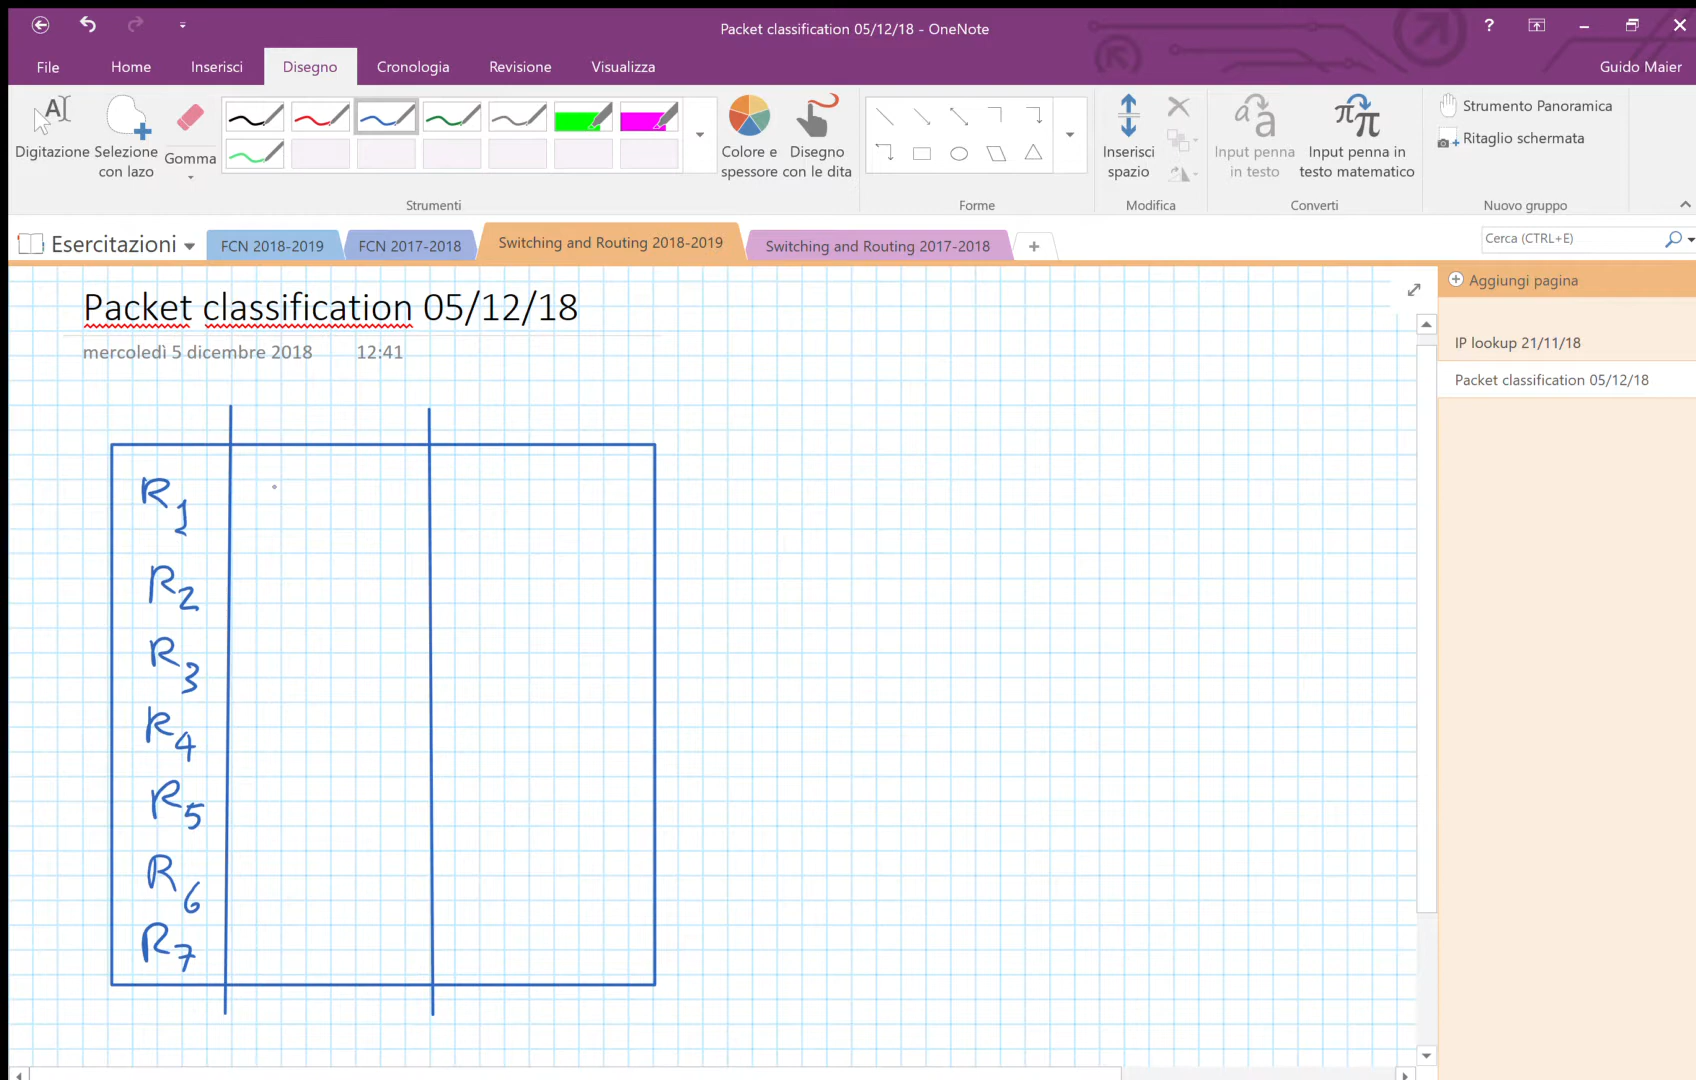 Packet classification 05/12/18 - OneNote
?
File
Home
Inserisci
Disegno
Cronologia
Revisione
Visualizza
Guido Maier
Digitazione
Selezione con lazo
Gomma
Colore e spessore
Disegno con le dita
Inserisci spazio
Input penna in testo
Input penna in testo matematico
Strumento Panoramica
Ritaglio schermata
Strumenti
Forme
Modifica
Converti
Nuovo gruppo
Esercitazioni
FCN 2018-2019
FCN 2017-2018
Switching and Routing 2018-2019
Switching and Routing 2017-2018
Cerca (CTRL+E)
Packet classification 05/12/18
mercoledì 5 dicembre 2018 12:41
Aggiungi pagina
IP lookup 21/11/18
Packet classification 05/12/18
R1
R2
R3
R4
R5
R6
R7